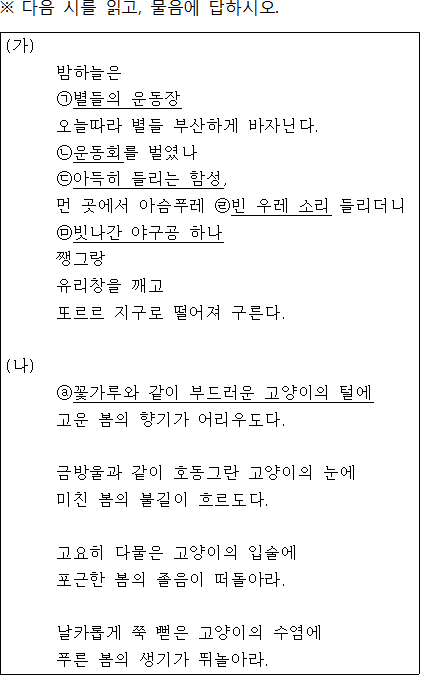 ※ 다음 시를 읽고, 물음에 답하시오.
(가)
밤하늘은
㉠별들의 운동장
오늘따라 별들 부산하게 바자닌다.
㉡운동회를 벌였나
㉢아득히 들리는 함성,
먼 곳에서 아슴푸레 ㉣빈 우레 소리 들리더니
㉤빗나간 야구공 하나
쨍그랑
유리창을 깨고
또르르 지구로 떨어져 구른다.
(나)
ⓐ꽃가루와 같이 부드러운 고양이의 털에
고운 봄의 향기가 어리우도다.
금방울과 같이 호동그란 고양이의 눈에
미친 봄의 불길이 흐르도다.
고요히 다물은 고양이의 입술에
포근한 봄의 졸음이 떠돌아라.
날카롭게 쭉 뻗은 고양이의 수염에
푸른 봄의 생기가 뛰놀아라.